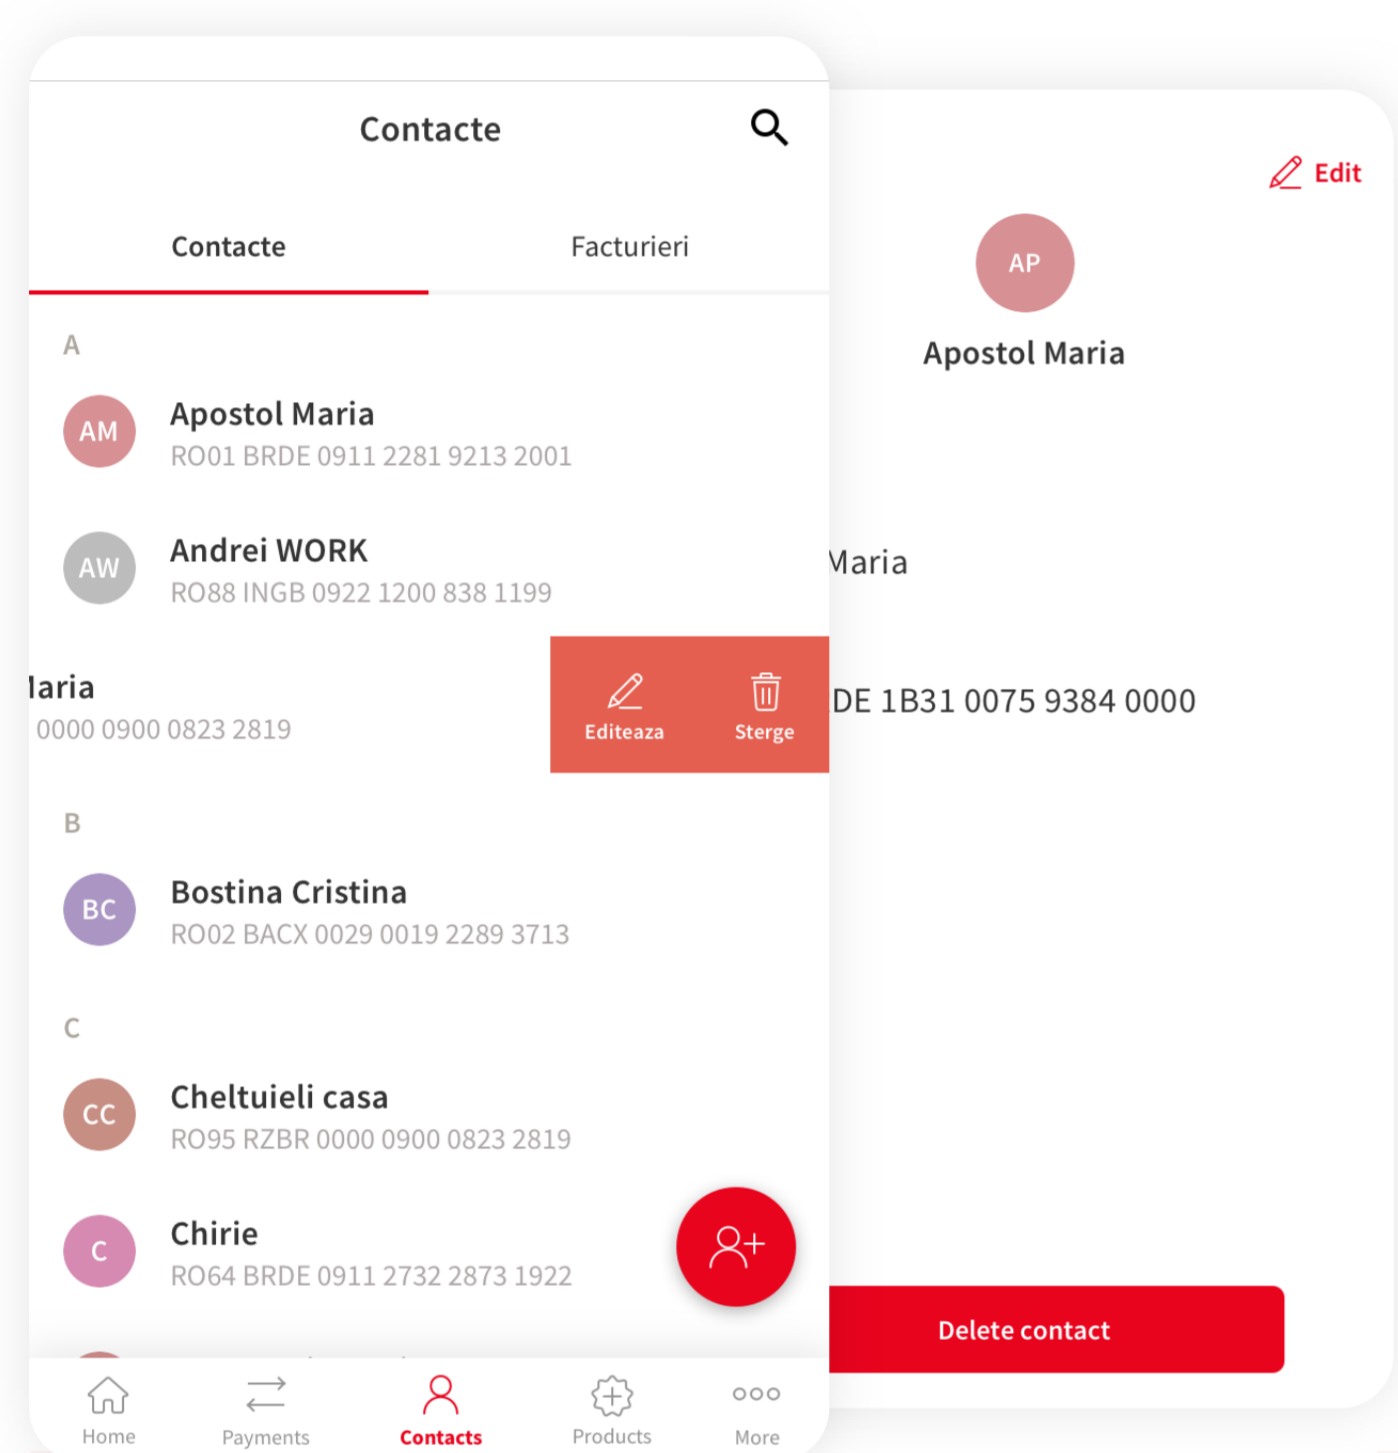 Contacte
Contacte
Facturieri
A
AM
Apostol Maria
RO01 BRDE 0911 2281 9213 2001
AW
Andrei WORK
RO88 INGB 0922 1200 838 1199
0000 0900 0823 2819
Editeaza
Sterge
B
BC
Bostina Cristina
RO02 BACX 0029 0019 2289 3713
C
CC
Cheltuieli casa
RO95 RZBR 0000 0900 0823 2819
C
Chirie
RO64 BRDE 0911 2732 2873 1922
Home
Payments
Contacts
Products
More
Edit
AP
Apostol Maria
Maria
DE 1B31 0075 9384 0000
Delete contact